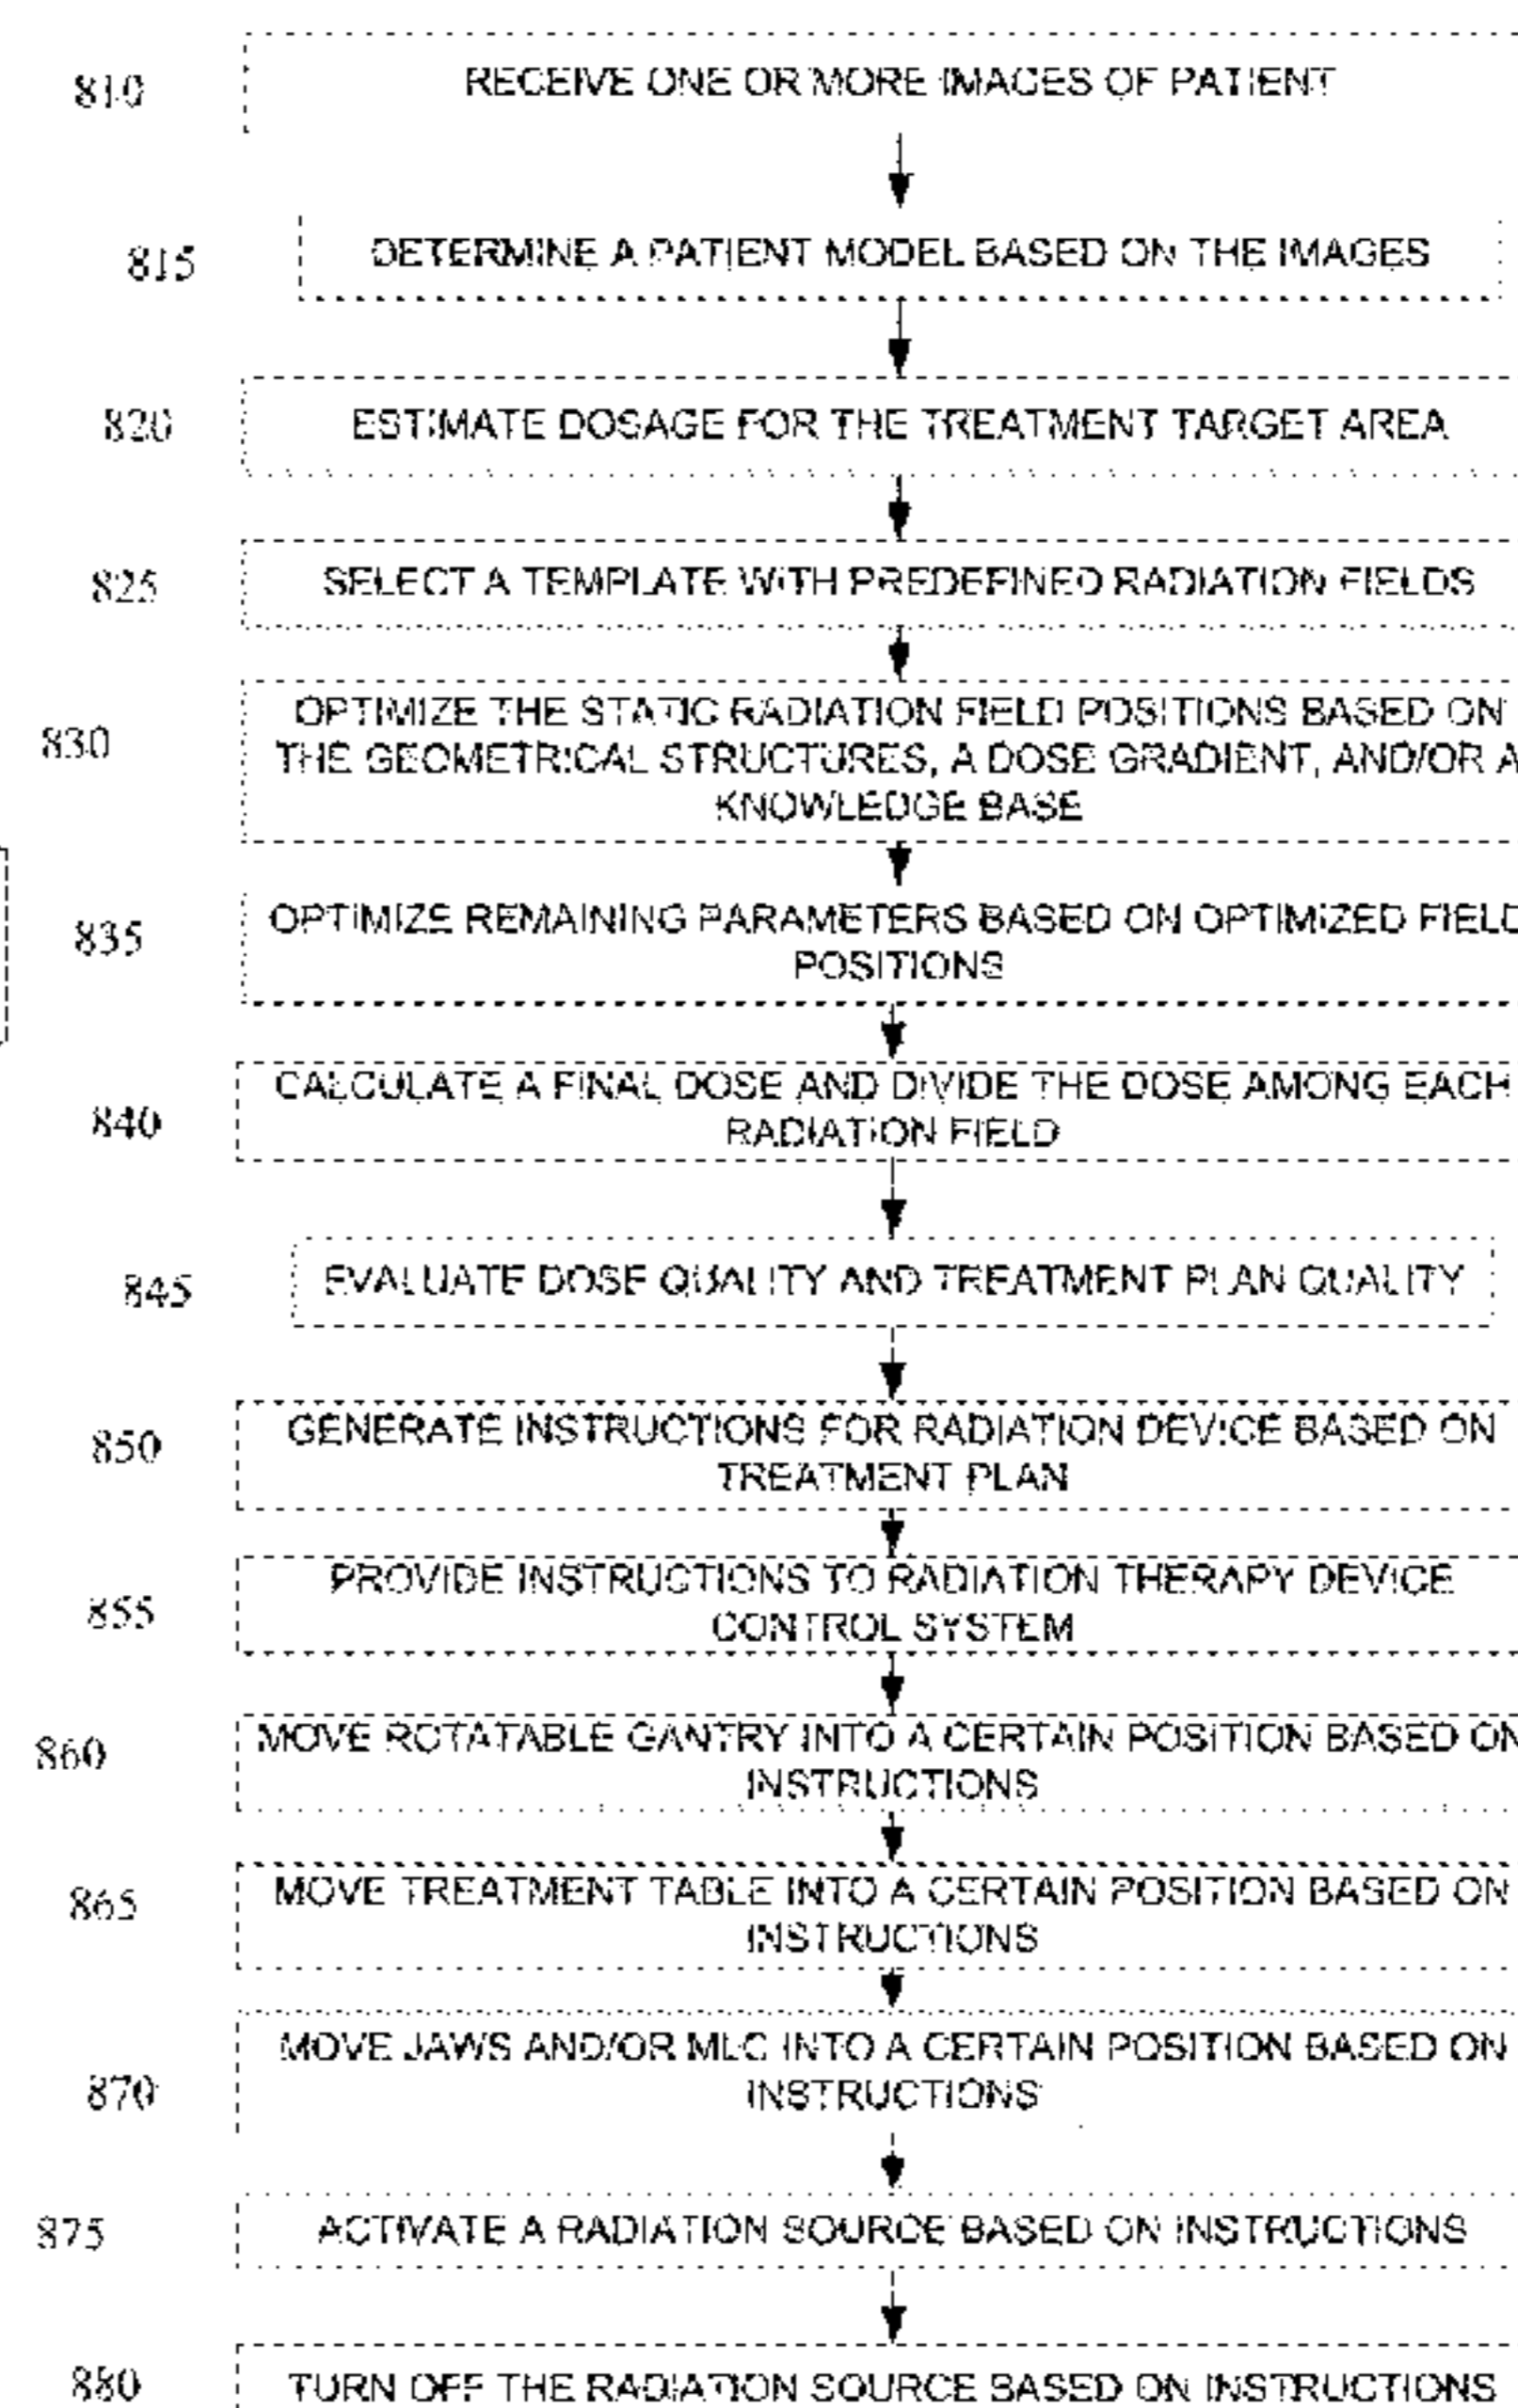 810 RECEIVE ONE OR MORE IMAGES OF PATIENT
815 DETERMINE A PATIENT MODEL BASED ON THE IMAGES
820 ESTIMATE DOSAGE FOR THE TREATMENT TARGET AREA
825 SELECT A TEMPLATE WITH PREDEFINED RADIATION FIELDS
830 OPTIMIZE THE STATIC RADIATION FIELD POSITIONS BASED ON
THE GEOMETRICAL STRUCTURES, A DOSE GRADIENT, AND/OR A
KNOWLEDGE BASE
835 OPTIMIZE REMAINING PARAMETERS BASED ON OPTIMIZED FIELD
POSITIONS
840 CALCULATE A FINAL DOSE AND DIVIDE THE DOSE AMONG EACH
RADIATION FIELD
845 EVALUATE DOSE QUALITY AND TREATMENT PLAN QUALITY
850 GENERATE INSTRUCTIONS FOR RADIATION DEVICE BASED ON
TREATMENT PLAN
855 PROVIDE INSTRUCTIONS TO RADIATION THERAPY DEVICE
CONTROL SYSTEM
860 MOVE ROTATABLE GANTRY INTO A CERTAIN POSITION BASED ON
INSTRUCTIONS
865 MOVE TREATMENT TABLE INTO A CERTAIN POSITION BASED ON
INSTRUCTIONS
870 MOVE JAWS AND/OR MLC INTO A CERTAIN POSITION BASED ON
INSTRUCTIONS
875 ACTIVATE A RADIATION SOURCE BASED ON INSTRUCTIONS
880 TURN OFF THE RADIATION SOURCE BASED ON INSTRUCTIONS